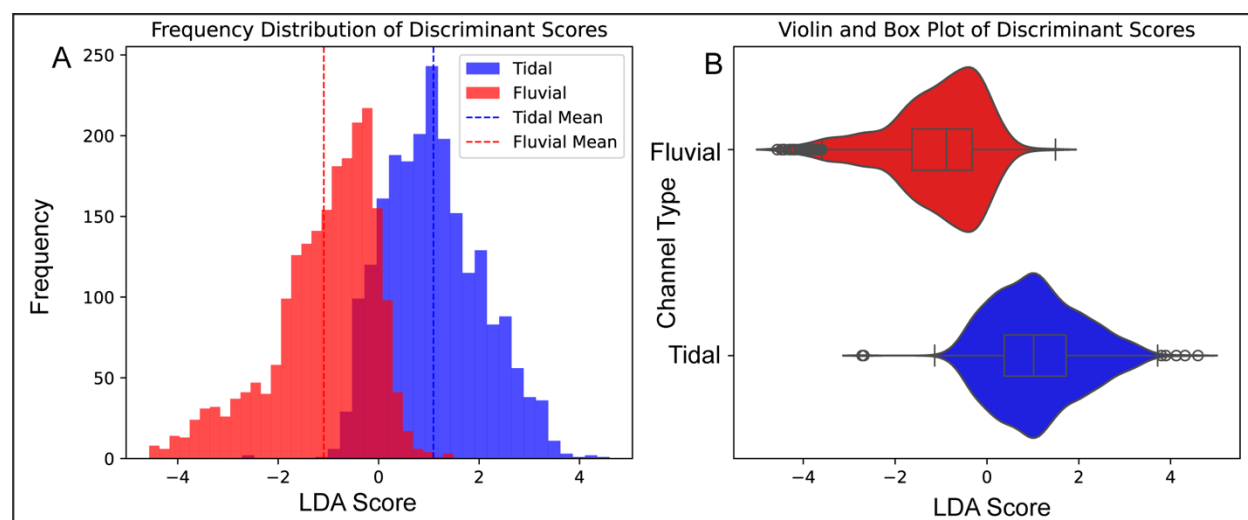 Frequency Distribution of Discriminant Scores
A
250
200
150
100
50
0
Frequency
Tidal
Fluvial
Tidal Mean
Fluvial Mean
−4 −2 0 2 4
LDA Score
Violin and Box Plot of Discriminant Scores
B
Channel Type
Fluvial
Tidal
−4 −2 0 2 4
LDA Score